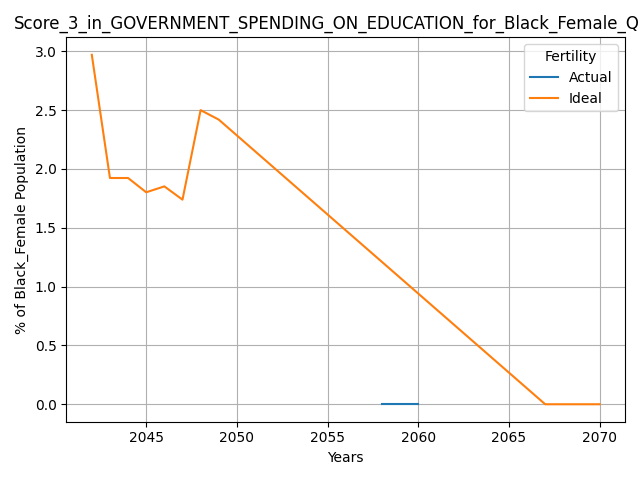 Score_3_in_GOVERNMENT_SPENDING_ON_EDUCATION_for_Black_Female_Q
Fertility
Actual
Ideal
3.0
2.5
2.0
1.5
1.0
0.5
0.0
% of Black_Female Population
2045 2050 2055 2060 2065 2070
Years